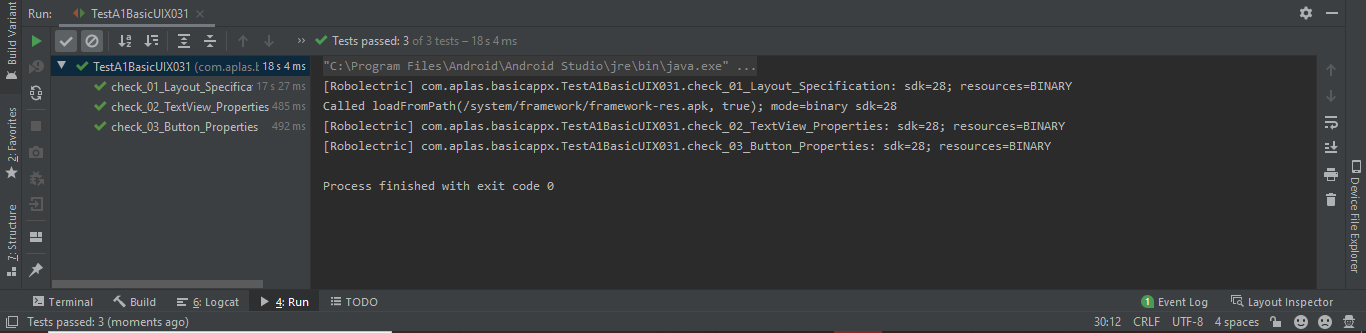 Run: TestA1BasicUIX031
Tests passed: 3 of 3 tests – 18 s 4 ms
TestA1BasicUIX031 (com.aplas.b 18 s 4 ms
check_01_Layout_Specifica 17 s 27 ms
check_02_TextView_Properties 485 ms
check_03_Button_Properties 492 ms
"C:\Program Files\Android\Android Studio\jre\bin\java.exe" ...
[Robolectric] com.aplas.basicappx.TestA1BasicUIX031.check_01_Layout_Specification: sdk=28; resources=BINARY
Called loadFromPath(/system/framework/framework-res.apk, true); mode=binary sdk=28
[Robolectric] com.aplas.basicappx.TestA1BasicUIX031.check_02_TextView_Properties: sdk=28; resources=BINARY
[Robolectric] com.aplas.basicappx.TestA1BasicUIX031.check_03_Button_Properties: sdk=28; resources=BINARY
Process finished with exit code 0
Build Variant
2: Favorites
7: Structure
Device File Explorer
Terminal Build 6: Logcat 4: Run TODO 1 Event Log Layout Inspector
Tests passed: 3 (moments ago) 30:12 CRLF UTF-8 4 spaces